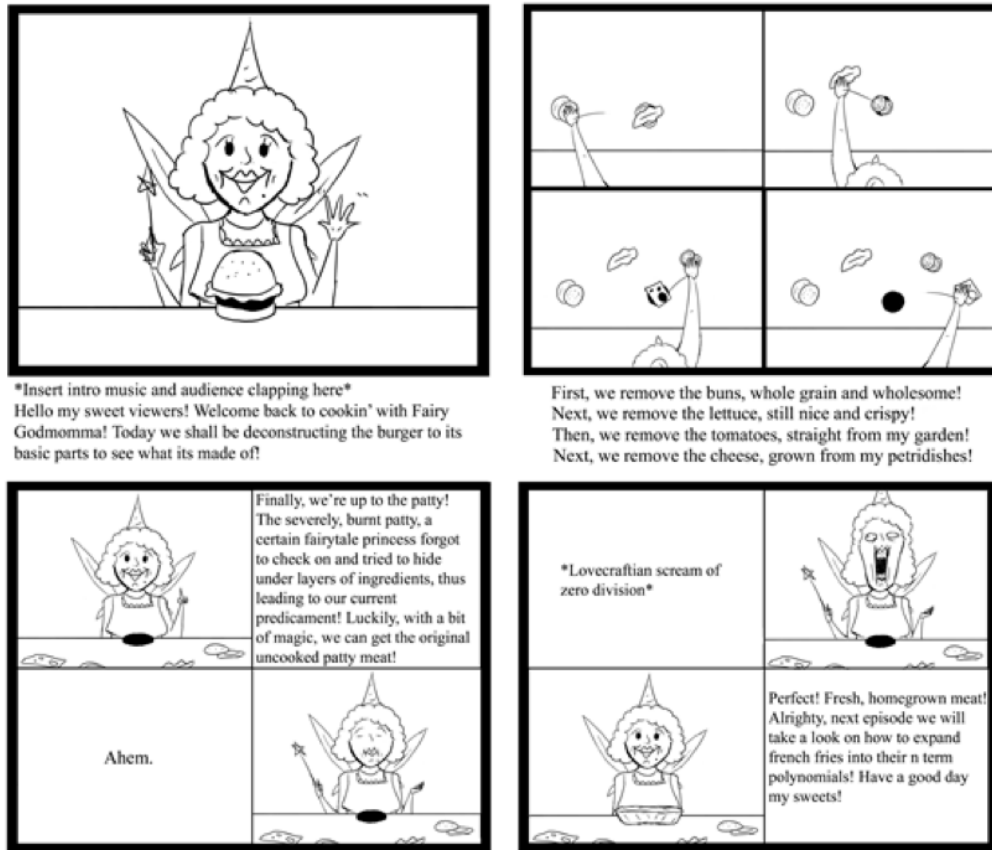 *Insert intro music and audience clapping here*
Hello my sweet viewers! Welcome back to cookin' with Fairy
Godmomma! Today we shall be deconstructing the burger to its
basic parts to see what its made of!
First, we remove the buns, whole grain and wholesome!
Next, we remove the lettuce, still nice and crispy!
Then, we remove the tomatoes, straight from my garden!
Next, we remove the cheese, grown from my petridishes!
Finally, we're up to the patty!
The severely, burnt patty, a
certain fairytale princess forgot
to check on and tried to hide
under layers of ingredients, thus
leading to our current
predicament! Luckily, with a bit
of magic, we can get the original
uncooked patty meat!
Ahem.
*Lovecraftian scream of
zero division*
Perfect! Fresh, homegrown meat!
Alrighty, next episode we will
take a look on how to expand
french fries into their n term
polynomials! Have a good day
my sweets!